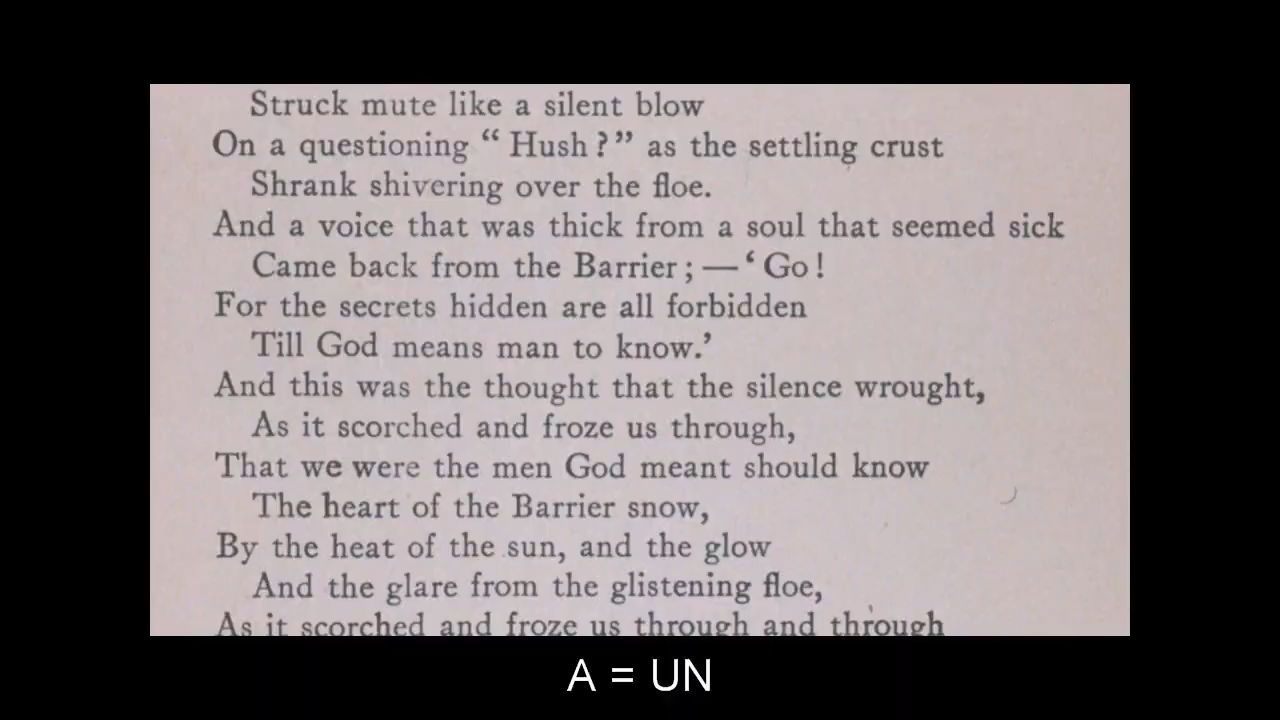 Struck mute like a silent blow
On a questioning “ Hush ? ” as the settling crust
Shrank shivering over the floe.
And a voice that was thick from a soul that seemed sick
Came back from the Barrier ; — ‘ Go !
For the secrets hidden are all forbidden
Till God means man to know.’
And this was the thought that the silence wrought,
As it scorched and froze us through,
That we were the men God meant should know
The heart of the Barrier snow,
By the heat of the sun, and the glow
And the glare from the glistening floe,
As it scorched and froze us through and through
A = UN